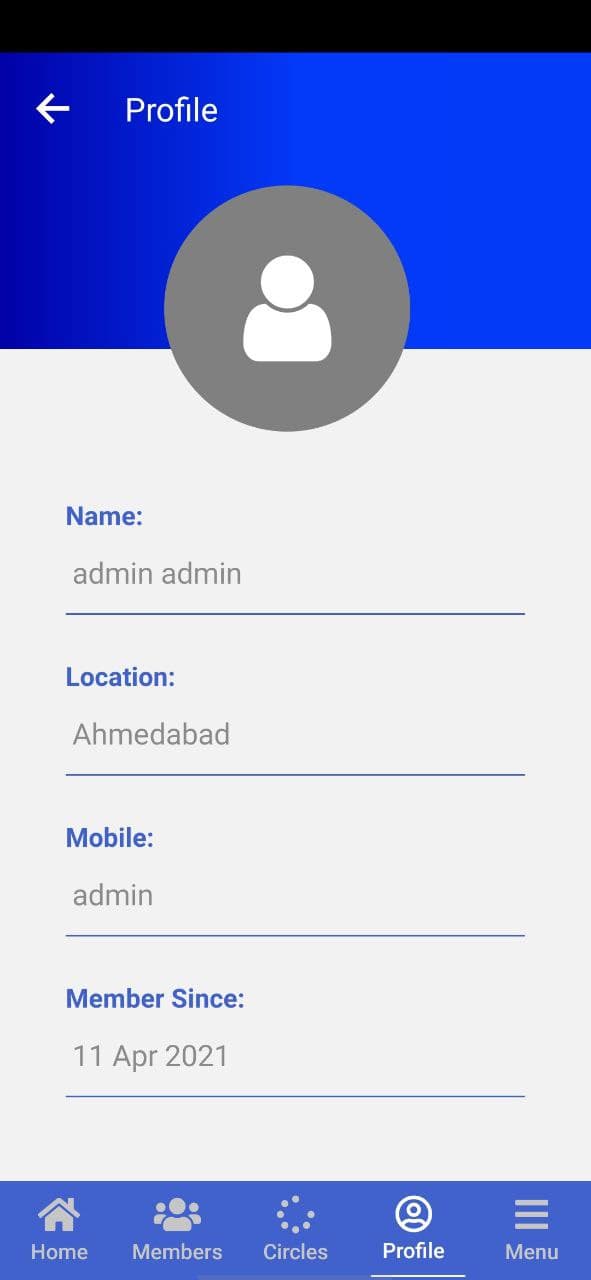 Profile
Name:
admin admin
Location:
Ahmedabad
Mobile:
admin
Member Since:
11 Apr 2021
Home Members Circles Profile Menu